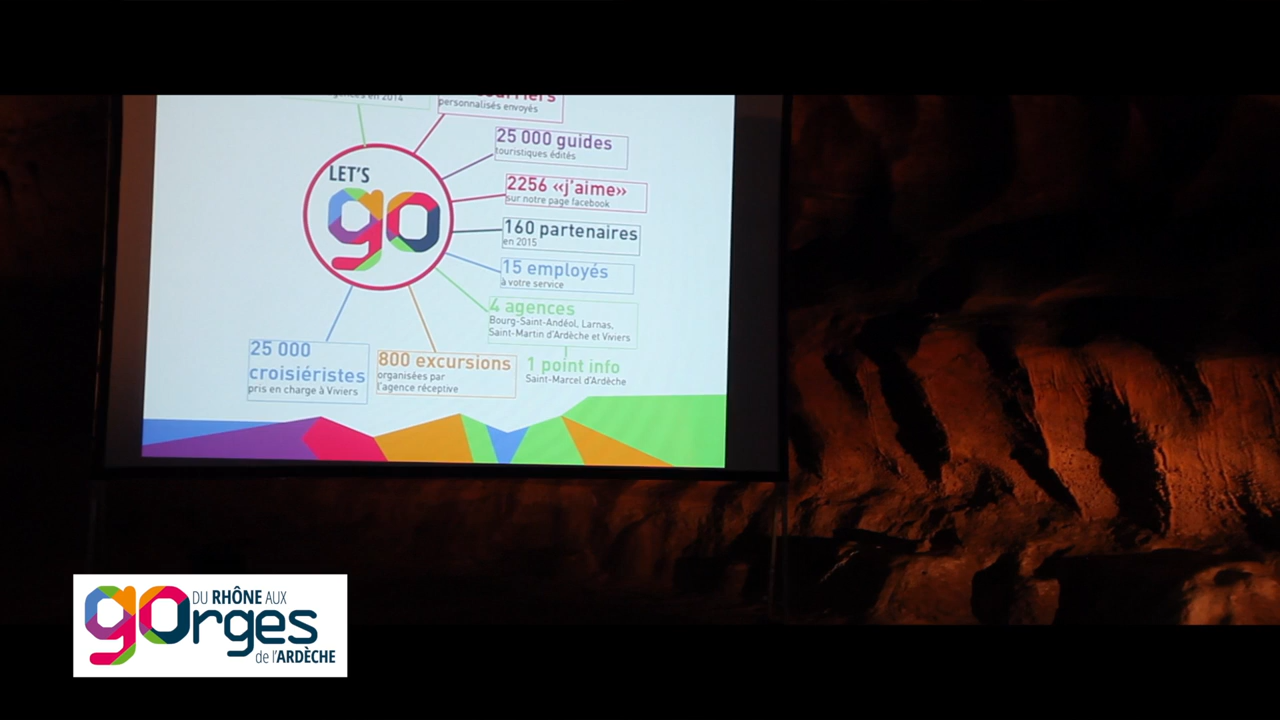 personnalisés envoyés
25 000 guides
touristiques édités
LET'S
go
2256 «j'aime»
sur notre page facebook
160 partenaires
en 2015
15 employés
à votre service
4 agences
Bourg-Saint-Andéol, Larnas,
Saint-Martin d'Ardèche et Viviers
1 point info
Saint-Marcel d'Ardèche
25 000
croisiéristes
pris en charge à Viviers
800 excursions
organisées par
l'agence réceptive
DU RHÔNE AUX
gorges
de l'ARDÈCHE